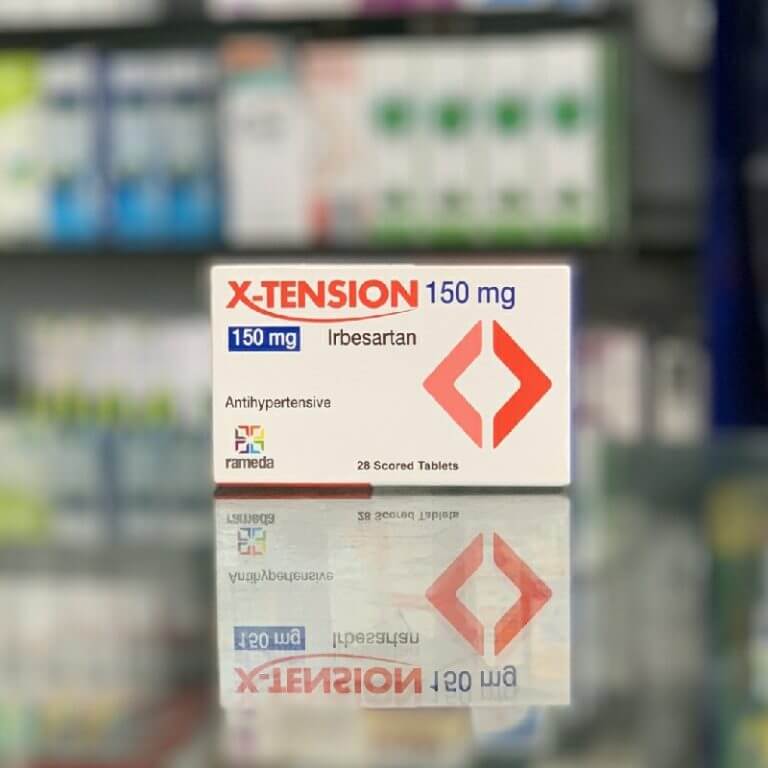 X-TENSION 150 mg
150 mg Irbesartan
Antihypertensive
rameda
28 Scored Tablets